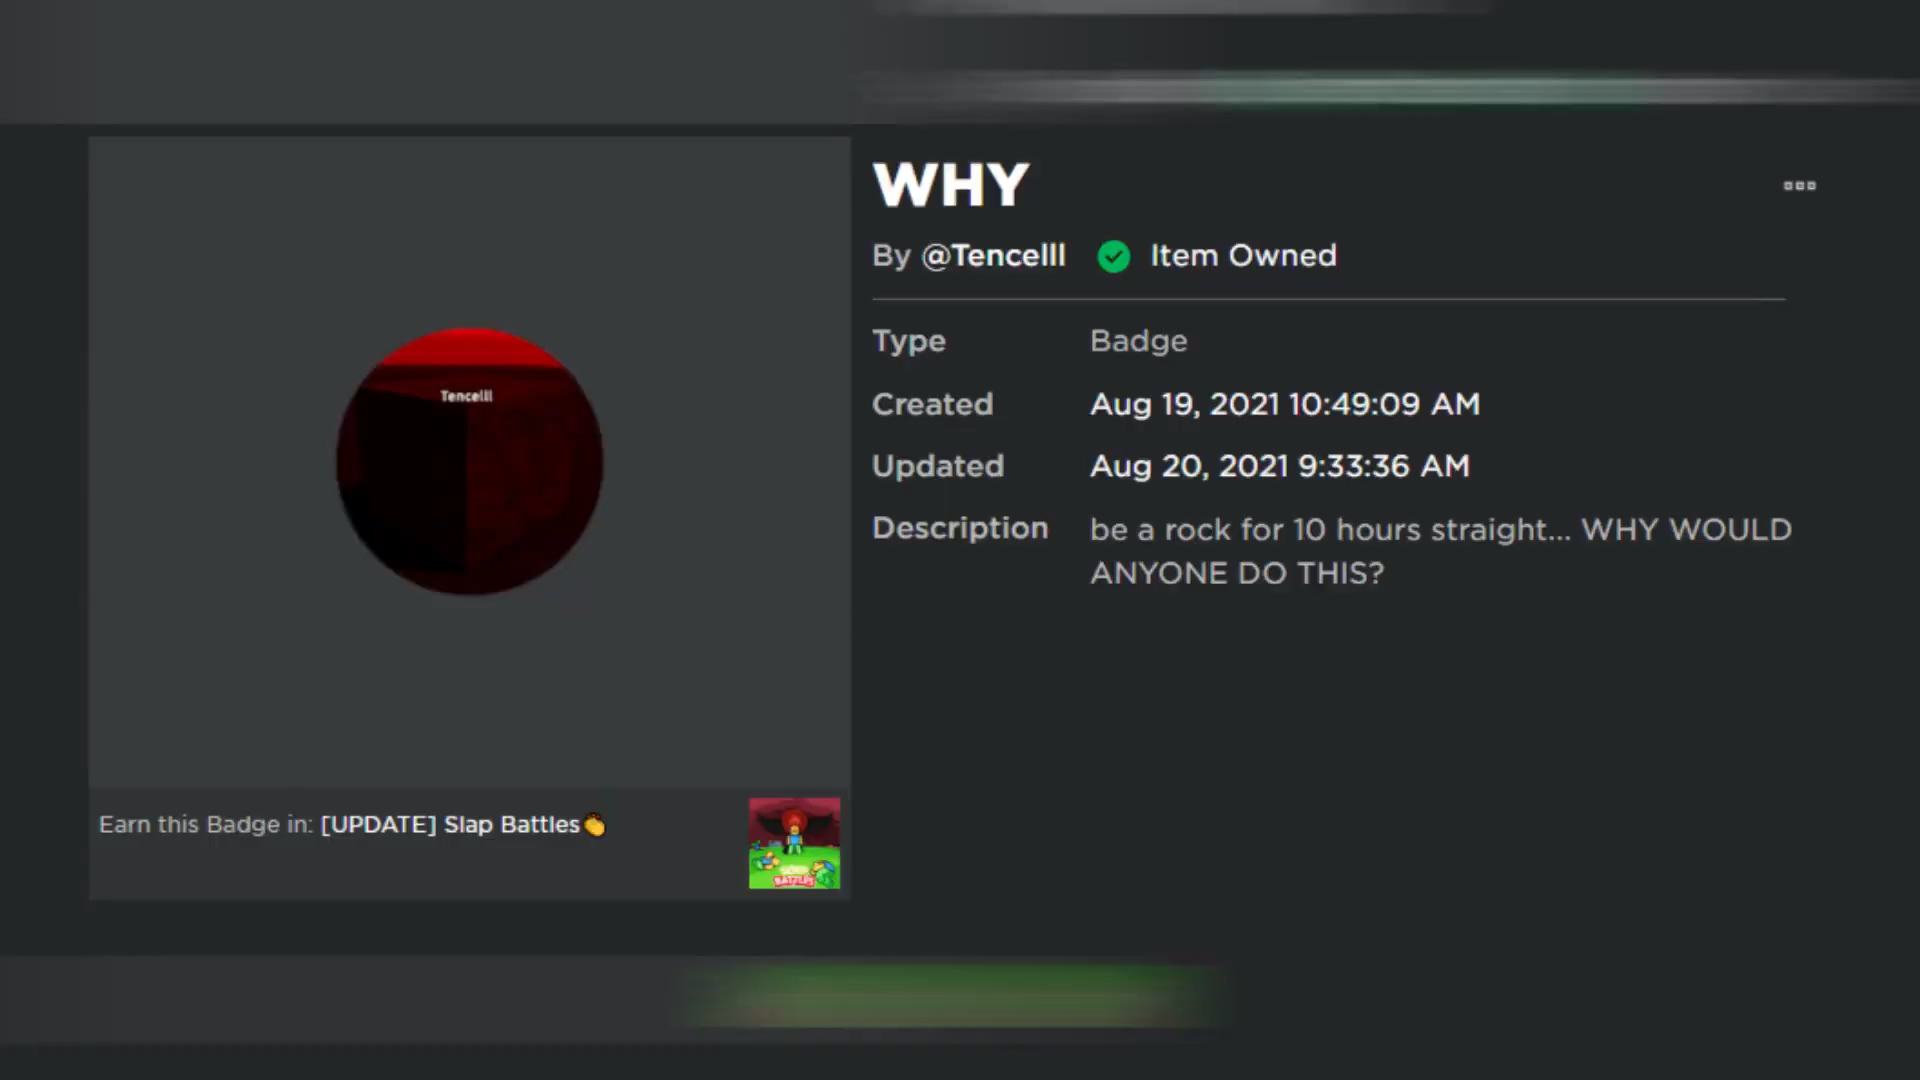 WHY
By @Tencelll Item Owned
Type Badge
Created Aug 19, 2021 10:49:09 AM
Updated Aug 20, 2021 9:33:36 AM
Description be a rock for 10 hours straight... WHY WOULD
ANYONE DO THIS?
Tencelll
Earn this Badge in: [UPDATE] Slap Battles👏
BATTLES